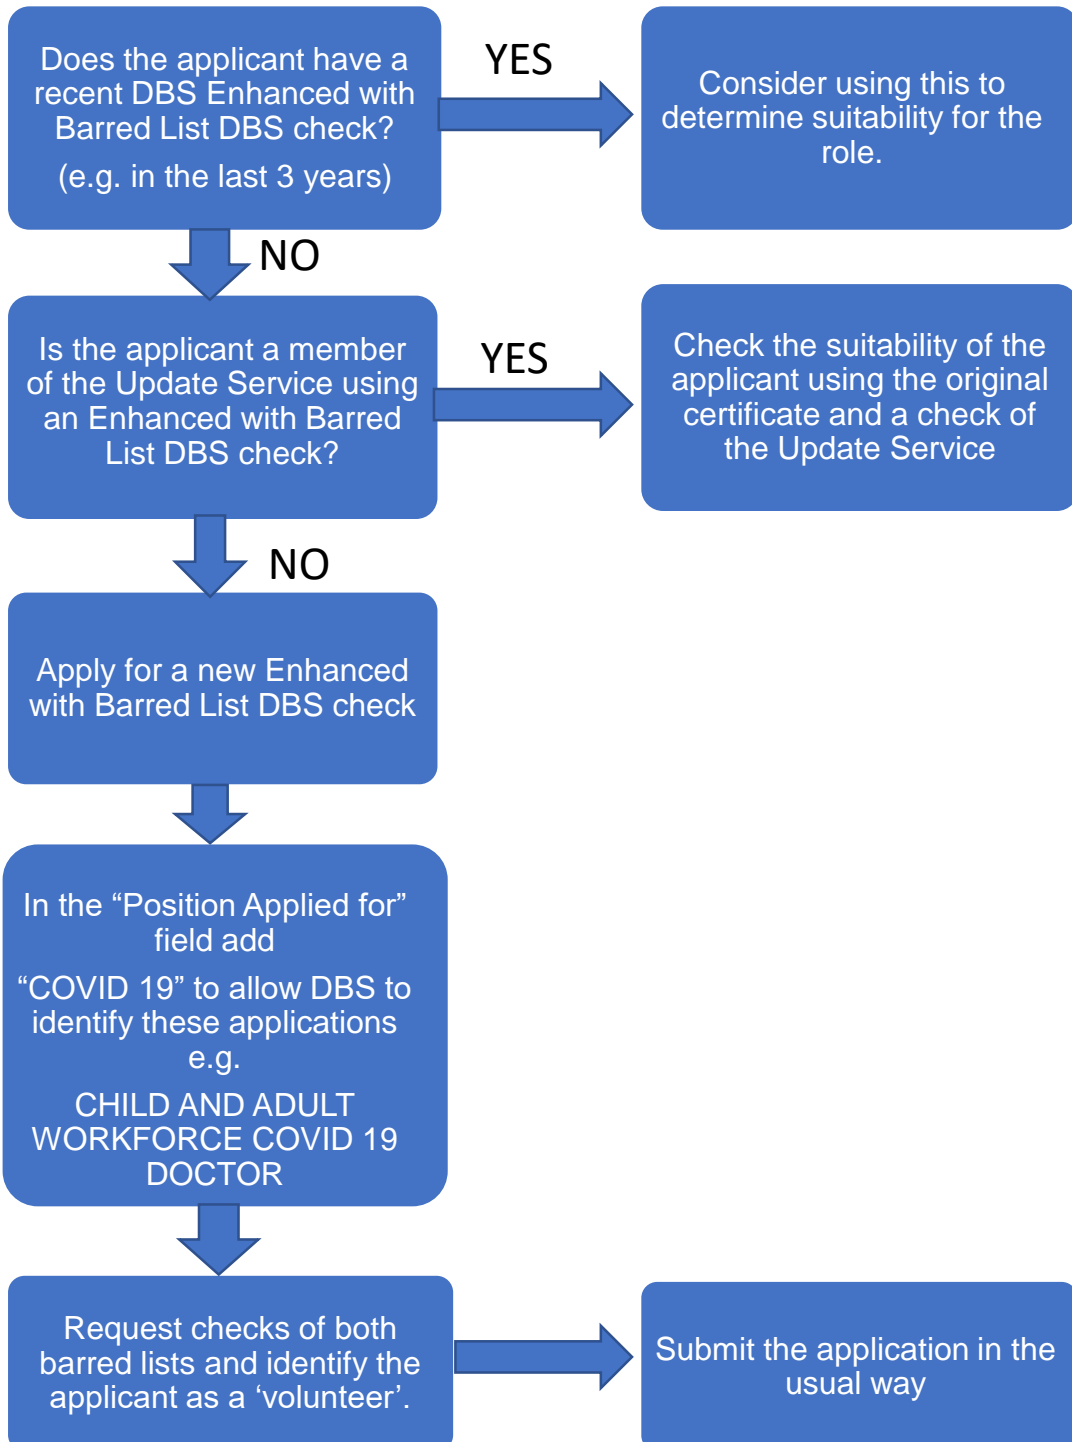 Does the applicant have a
recent DBS Enhanced with
Barred List DBS check?
(e.g. in the last 3 years)
YES
Consider using this to
determine suitability for the
role.
NO
Is the applicant a member
of the Update Service using
an Enhanced with Barred
List DBS check?
YES
Check the suitability of the
applicant using the original
certificate and a check of
the Update Service
NO
Apply for a new Enhanced
with Barred List DBS check
In the “Position Applied for”
field add
“COVID 19” to allow DBS to
identify these applications
e.g.
CHILD AND ADULT
WORKFORCE COVID 19
DOCTOR
Request checks of both
barred lists and identify the
applicant as a ‘volunteer’.
Submit the application in the
usual way